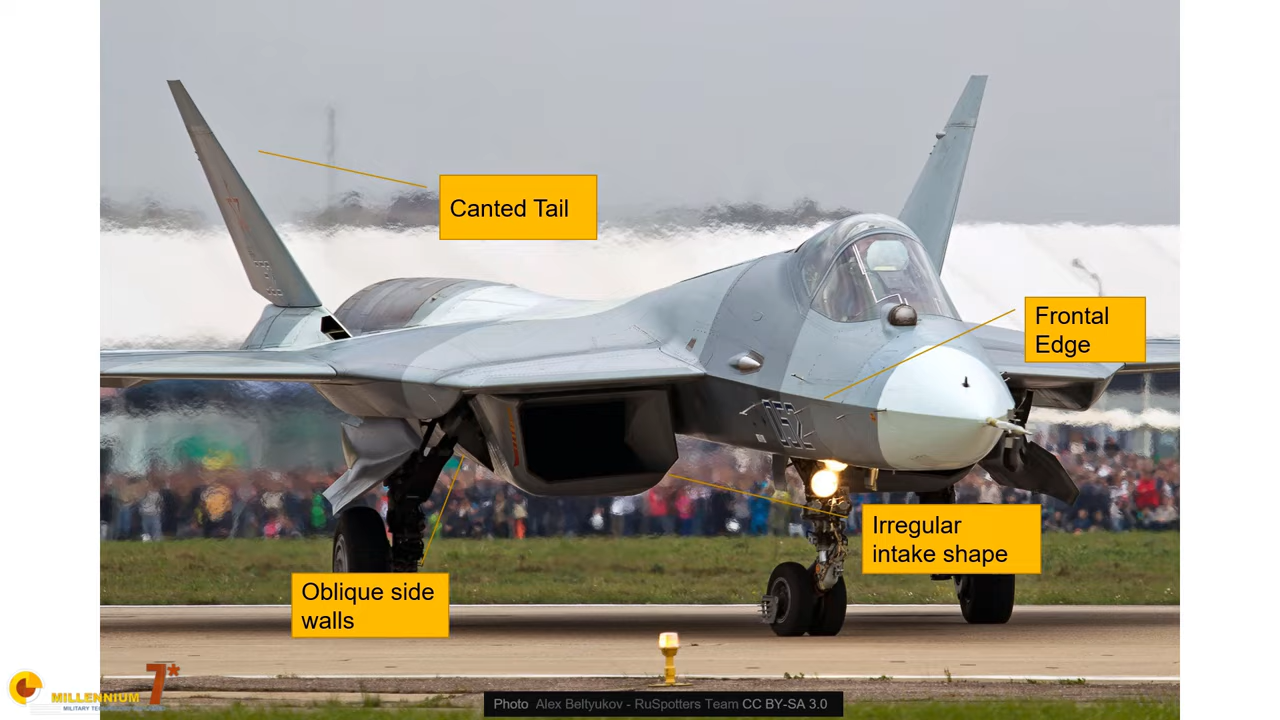 Canted Tail
Frontal
Edge
052
Irregular
intake shape
Oblique side
walls
MILLENNIUM 7*
Photo Alex Beltyukov - RuSpotters Team CC BY-SA 3.0